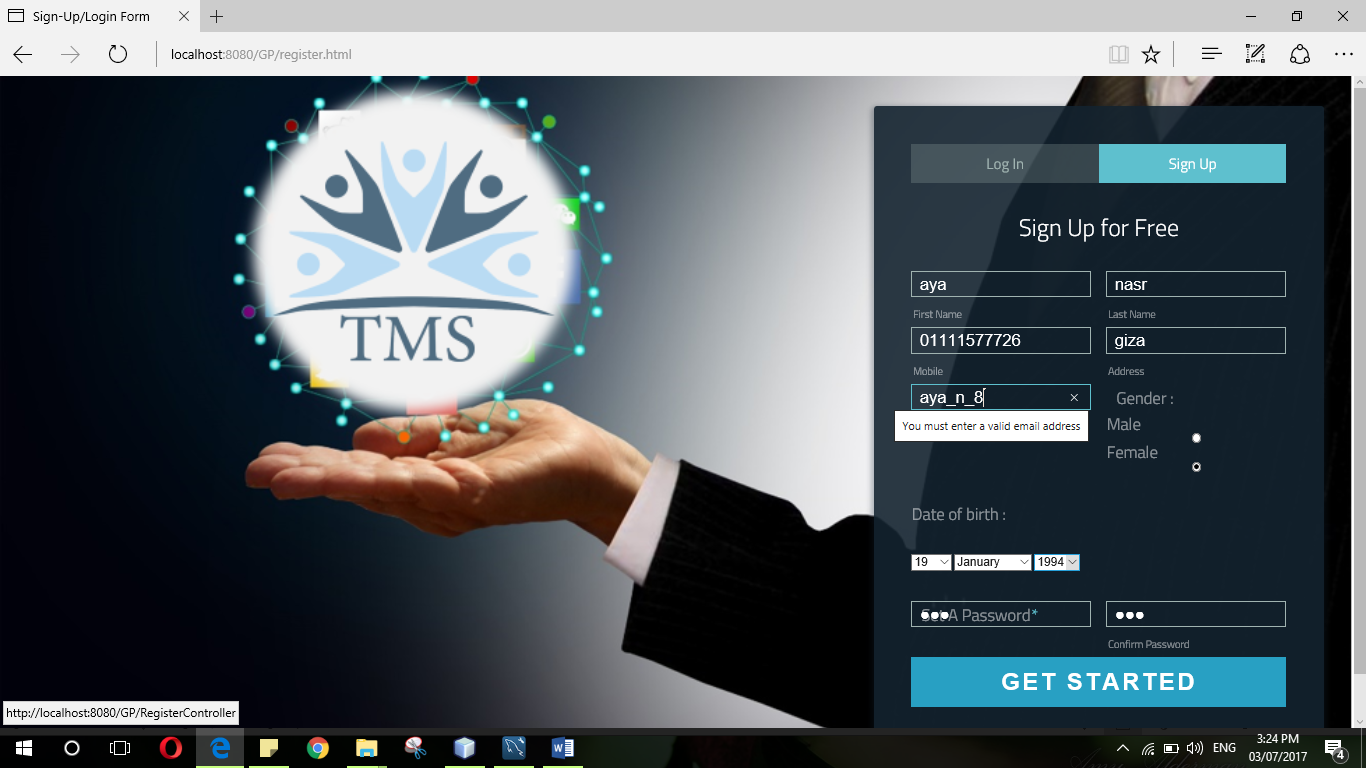 Sign-Up/Login Form
localhost:8080/GP/register.html
TMS
Log In
Sign Up
Sign Up for Free
aya
nasr
First Name
Last Name
01111577726
giza
Mobile
Address
aya_n_8
Gender :
You must enter a valid email address
Male
Female
Date of birth :
19
January
1994
Set A Password*
Confirm Password
GET STARTED
http://localhost:8080/GP/RegisterController
ENG
3:24 PM
03/07/2017
4